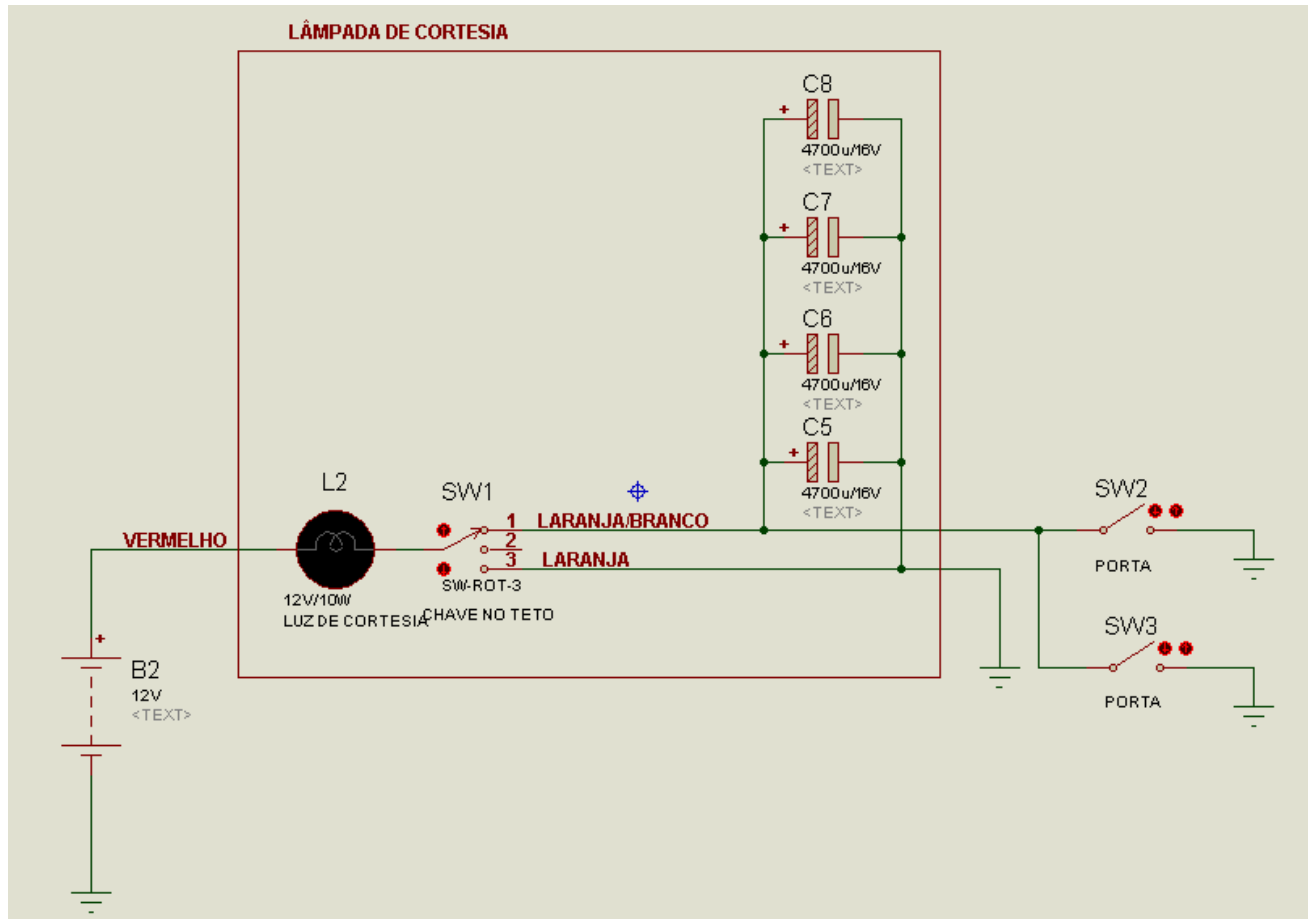 LÂMPADA DE CORTESIA
C8
+
4700u/16V
<TEXT>
C7
+
4700u/16V
<TEXT>
C6
+
4700u/16V
<TEXT>
C5
+
4700u/16V
<TEXT>
L2
SW1
SW2
1 LARANJA/BRANCO
VERMELHO
2
3 LARANJA
PORTA
SW-ROT-3
12V/10W
CHAVE NO TETO
LUZ DE CORTESIA
SW3
+
B2
12V
<TEXT>
PORTA